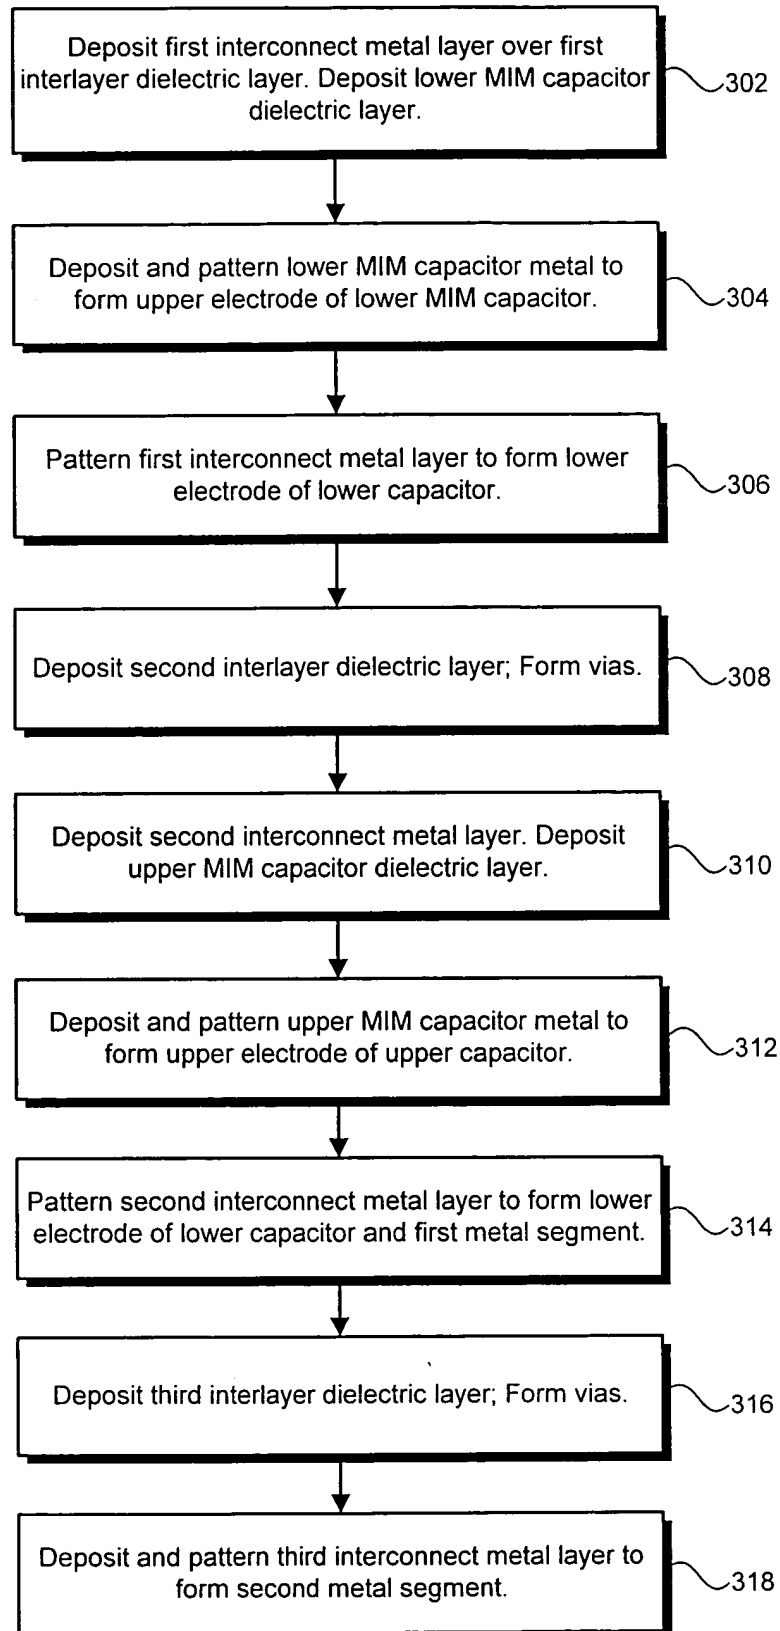 Deposit first interconnect metal layer over first
interlayer dielectric layer. Deposit lower MIM capacitor
dielectric layer.
302
Deposit and pattern lower MIM capacitor metal to
form upper electrode of lower MIM capacitor.
304
Pattern first interconnect metal layer to form lower
electrode of lower capacitor.
306
Deposit second interlayer dielectric layer; Form vias.
308
Deposit second interconnect metal layer. Deposit
upper MIM capacitor dielectric layer.
310
Deposit and pattern upper MIM capacitor metal to
form upper electrode of upper capacitor.
312
Pattern second interconnect metal layer to form lower
electrode of lower capacitor and first metal segment.
314
Deposit third interlayer dielectric layer; Form vias.
316
Deposit and pattern third interconnect metal layer to
form second metal segment.
318